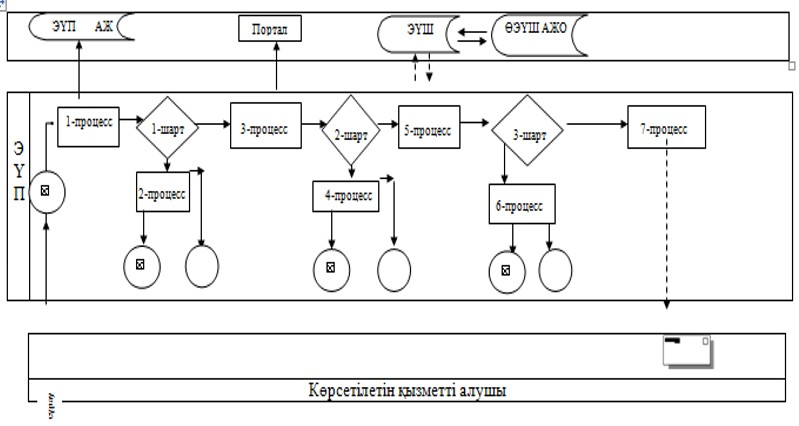 ЭҮП АЖ
Портал
ЭҮШ
ӨЭҮШ АЖО
Э
Ү
П
1-процесс
1-шарт
3-процесс
2-шарт
5-процесс
3-шарт
7-процесс
2-процесс
4-процесс
6-процесс
Көрсетілетін қызметті алушы